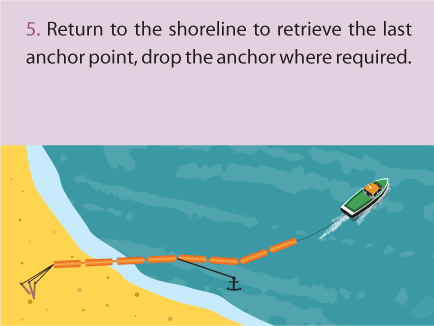 5. Return to the shoreline to retrieve the last
anchor point, drop the anchor where required.